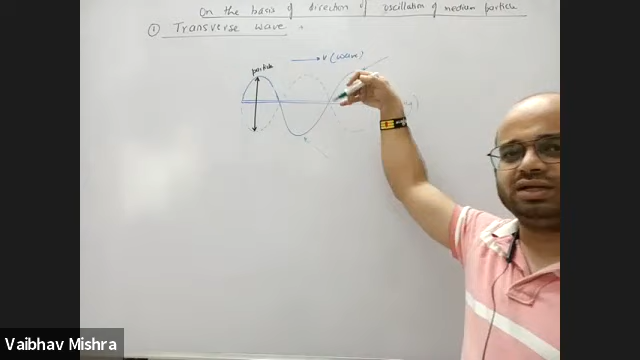 On the basis of direction of oscillation of medium particle
① Transverse wave
v (wave)
particle
y)
Vaibhav Mishra